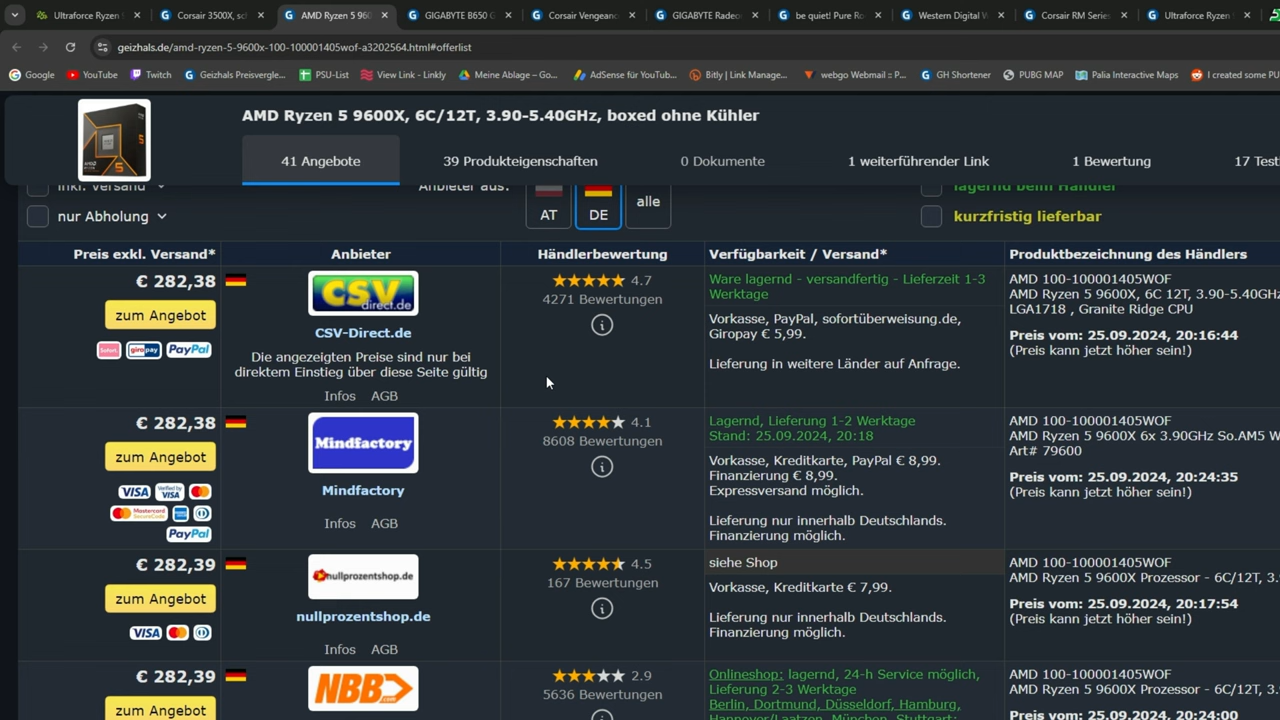 Ultraforce Ryzen
Corsair 3500X, sc
AMD Ryzen 5 960
GIGABYTE B650 G
Corsair Vengeanc
GIGABYTE Radeo
be quiet! Pure Ro
Western Digital V
Corsair RM Series
Ultraforce Ryzen
geizhals.de/amd-ryzen-5-9600x-100-100001405wof-a3202564.html#offerlist
Google
YouTube
Twitch
Geizhals Preisvergle...
PSU-List
View Link - Linkly
Meine Ablage – Go...
AdSense für YouTub...
Bitly | Link Manage...
webgo Webmail :: P...
GH Shortener
PUBG MAP
Palia Interactive Maps
I created some PU
AMD Ryzen 5 9600X, 6C/12T, 3.90-5.40GHz, boxed ohne Kühler
41 Angebote
39 Produkteigenschaften
0 Dokumente
1 weiterführender Link
1 Bewertung
17 Test
inkl. Versand
Anbieter aus:
lagernd beim Händler
nur Abholung
AT
DE
alle
kurzfristig lieferbar
Preis exkl. Versand*
Anbieter
Händlerbewertung
Verfügbarkeit / Versand*
Produktbezeichnung des Händlers
€ 282,38
zum Angebot
Sofort.
giropay
PayPal
CSV
direct.de
CSV-Direct.de
Die angezeigten Preise sind nur bei
direktem Einstieg über diese Seite gültig
Infos AGB
4.7
4271 Bewertungen
Ware lagernd - versandfertig - Lieferzeit 1-3
Werktage
Vorkasse, PayPal, sofortüberweisung.de,
Giropay € 5,99.
Lieferung in weitere Länder auf Anfrage.
AMD 100-100001405WOF
AMD Ryzen 5 9600X, 6C 12T, 3.90-5.40GHz
LGA1718 , Granite Ridge CPU
Preis vom: 25.09.2024, 20:16:44
(Preis kann jetzt höher sein!)
€ 282,38
zum Angebot
VISA
Verified by
VISA
Mastercard
SecureCode
PayPal
Mindfactory
Mindfactory
Infos AGB
4.1
8608 Bewertungen
Lagernd, Lieferung 1-2 Werktage
Stand: 25.09.2024, 20:18
Vorkasse, Kreditkarte, PayPal € 8,99.
Finanzierung € 8,99.
Expressversand möglich.
Lieferung nur innerhalb Deutschlands.
Finanzierung möglich.
AMD 100-100001405WOF
AMD Ryzen 5 9600X 6x 3.90GHz So.AM5 W
Art# 79600
Preis vom: 25.09.2024, 20:24:35
(Preis kann jetzt höher sein!)
€ 282,39
zum Angebot
VISA
nullprozentshop.de
nullprozentshop.de
Infos AGB
4.5
167 Bewertungen
siehe Shop
Vorkasse, Kreditkarte € 7,99.
Lieferung nur innerhalb Deutschlands.
Finanzierung möglich.
AMD 100-100001405WOF
AMD Ryzen 5 9600X Prozessor - 6C/12T, 3.
Preis vom: 25.09.2024, 20:17:54
(Preis kann jetzt höher sein!)
€ 282,39
zum Angebot
NBB
.com
2.9
5636 Bewertungen
Onlineshop: lagernd, 24-h Service möglich,
Lieferung 2-3 Werktage
Berlin, Dortmund, Düsseldorf, Hamburg,
Hannover/Laatzen, München, Stuttgart:
AMD 100-100001405WOF
AMD Ryzen 5 9600X Prozessor - 6C/12T, 3.
Preis vom: 25.09.2024, 20:24:00